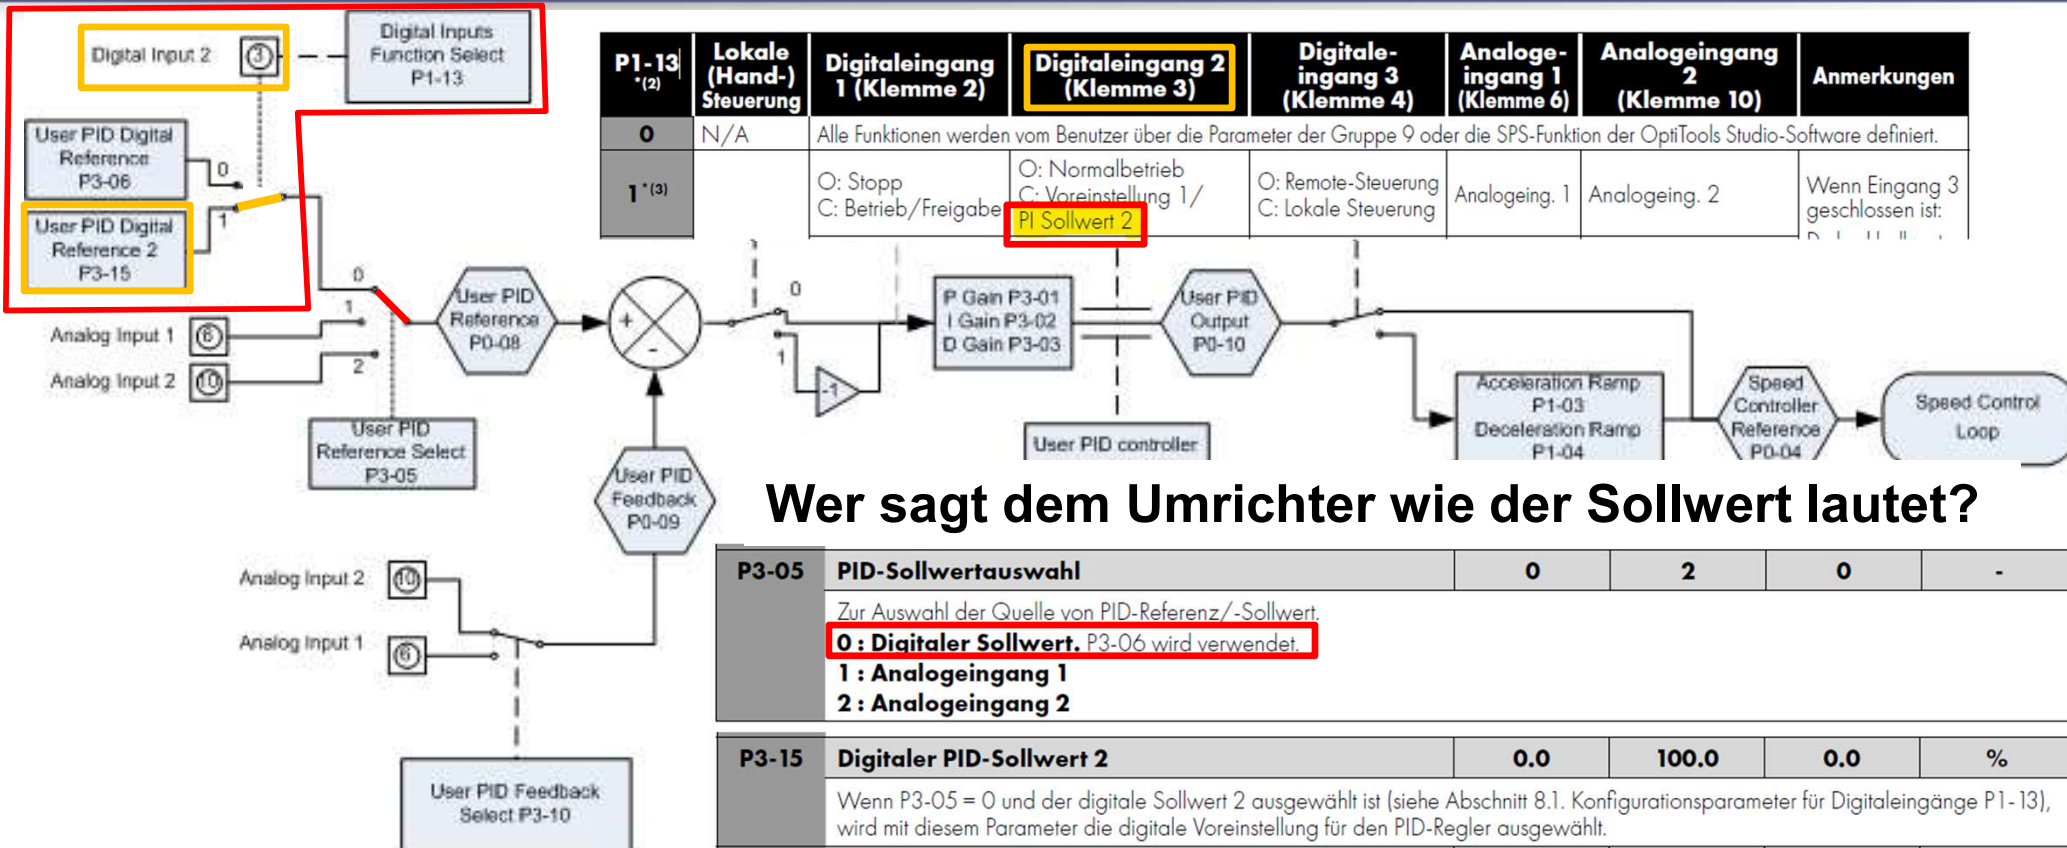 Digital Input 2
3
Digital Inputs
Function Select
P1-13
User PID Digital
Reference
P3-06
0
User PID Digital
Reference 2
P3-15
1
P1-13
*(2)
Lokale
(Hand-)
Steuerung
Digitaleingang
1 (Klemme 2)
Digitaleingang 2
(Klemme 3)
Digitale-
ingang 3
(Klemme 4)
Analoge-
ingang 1
(Klemme 6)
Analogeingang
2
(Klemme 10)
Anmerkungen
0
N/A
Alle Funktionen werden vom Benutzer über die Parameter der Gruppe 9 oder die SPS-Funktion der OptiTools Studio-Software definiert.
1*(3)
O: Stopp
C: Betrieb/Freigabe
O: Normalbetrieb
C: Voreinstellung 1/
PI Sollwert 2
O: Remote-Steuerung
C: Lokale Steuerung
Analogeing. 1
Analogeing. 2
Wenn Eingang 3
geschlossen ist:
0
1
2
Analog Input 1
6
Analog Input 2
10
User PID
Reference Select
P3-05
User PID
Reference
P0-08
+
-
0
1
-1
P Gain P3-01
I Gain P3-02
D Gain P3-03
User PID
Output
P0-10
1
User PID controller
Acceleration Ramp
P1-03
Deceleration Ramp
P1-04
Speed
Controller
Reference
P0-04
Speed Control
Loop
User PID
Feedback
P0-09
Analog Input 2
10
Analog Input 1
6
User PID Feedback
Select P3-10
Wer sagt dem Umrichter wie der Sollwert lautet?
P3-05
PID-Sollwertauswahl
0
2
0
-
Zur Auswahl der Quelle von PID-Referenz/-Sollwert.
0 : Digitaler Sollwert. P3-06 wird verwendet.
1 : Analogeingang 1
2 : Analogeingang 2
P3-15
Digitaler PID-Sollwert 2
0.0
100.0
0.0
%
Wenn P3-05 = 0 und der digitale Sollwert 2 ausgewählt ist (siehe Abschnitt 8.1. Konfigurationsparameter für Digitaleingänge P1-13),
wird mit diesem Parameter die digitale Voreinstellung für den PID-Regler ausgewählt.